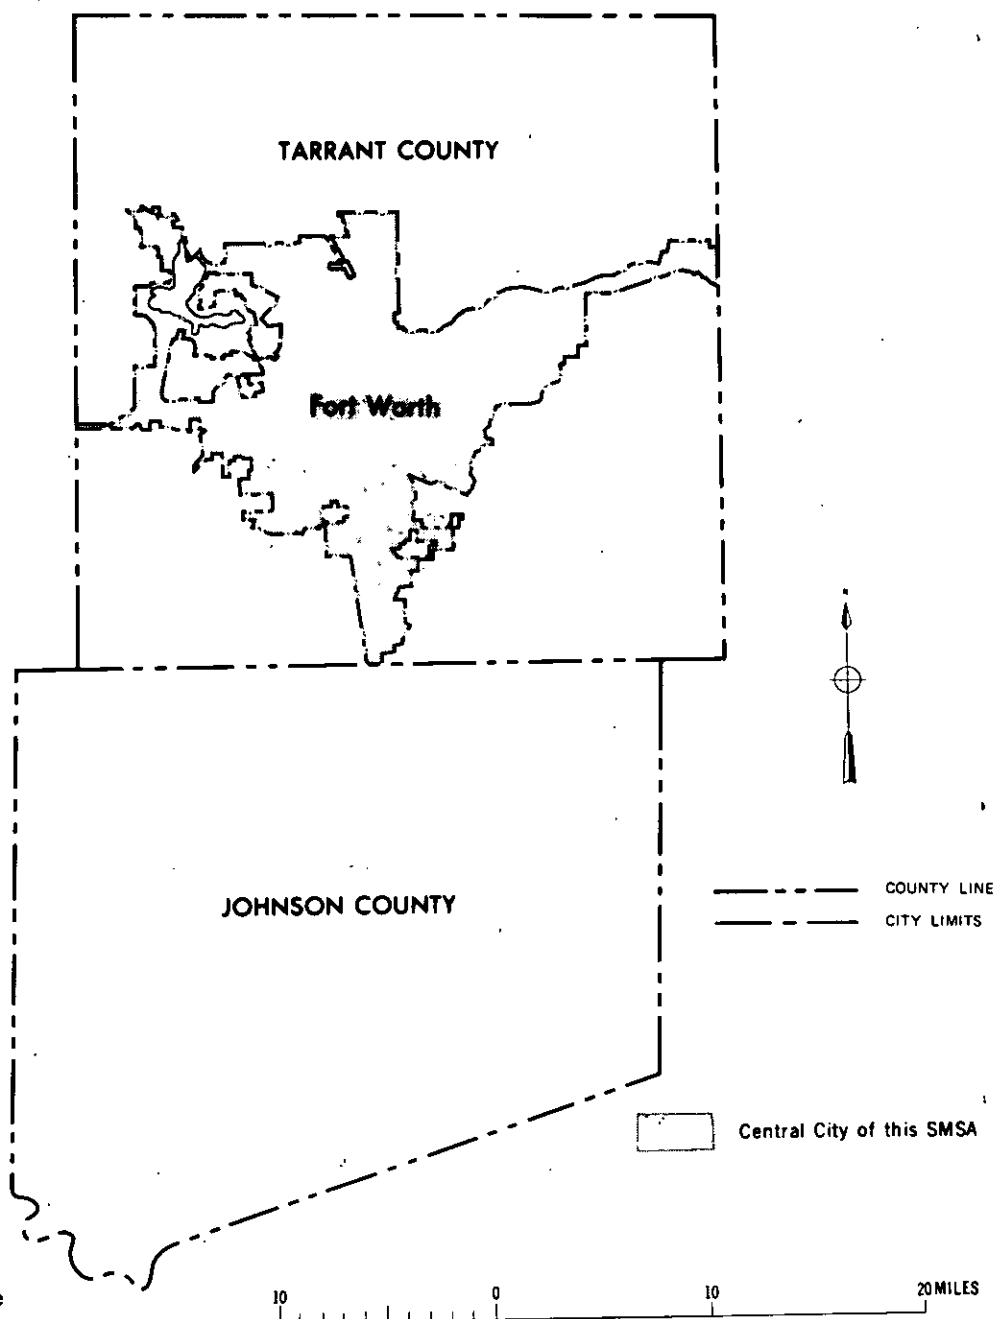 TARRANT COUNTY
Fort Worth
JOHNSON COUNTY
COUNTY LINE
CITY LIMITS
Central City of this SMSA
10 0 10 20 MILES